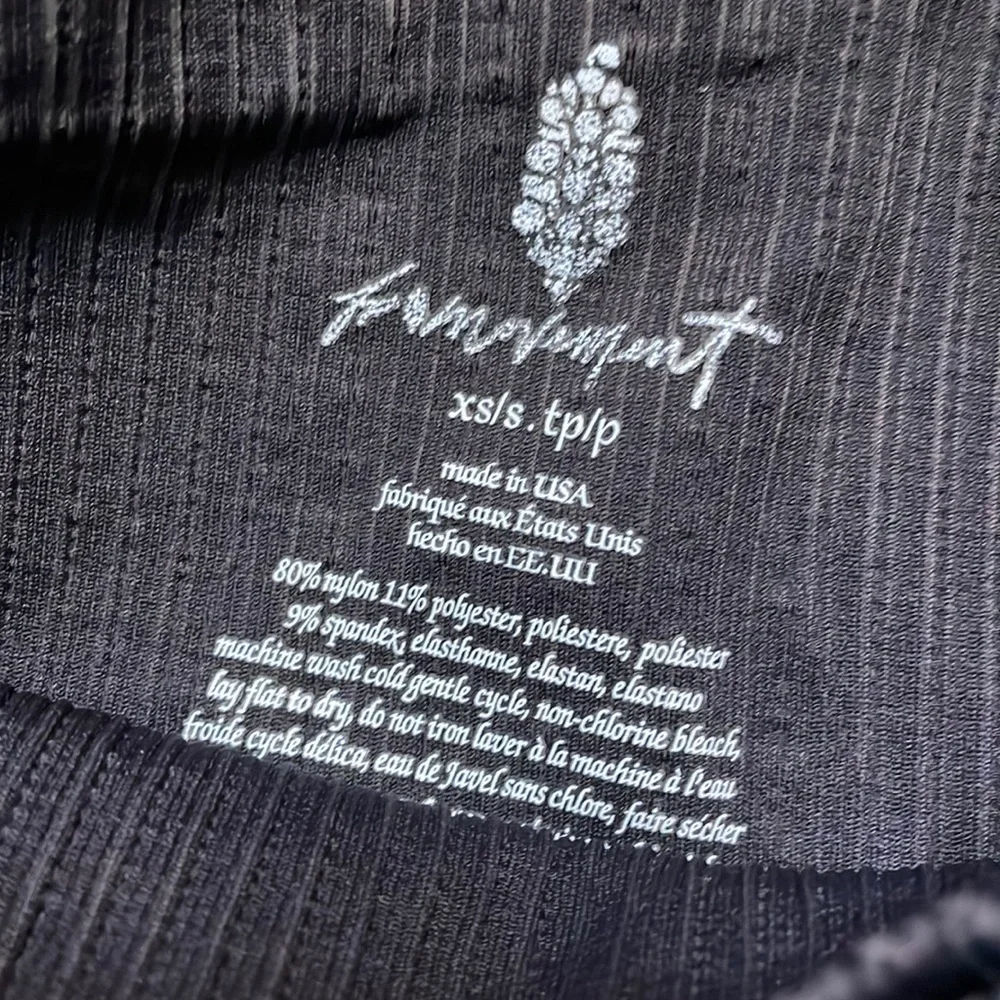 fpmovement
xs/s . tp/p
made in USA
fabriqué aux États Unis
hecho en EE.UU
80% nylon 11% polyester, poliestere, poliester
9% spandex, elasthanne, elastan, elastano
machine wash cold gentle cycle, non-chlorine bleach,
lay flat to dry, do not iron laver à la machine à l'eau
froide cycle délica, eau de Javel sans chlore, faire sécher